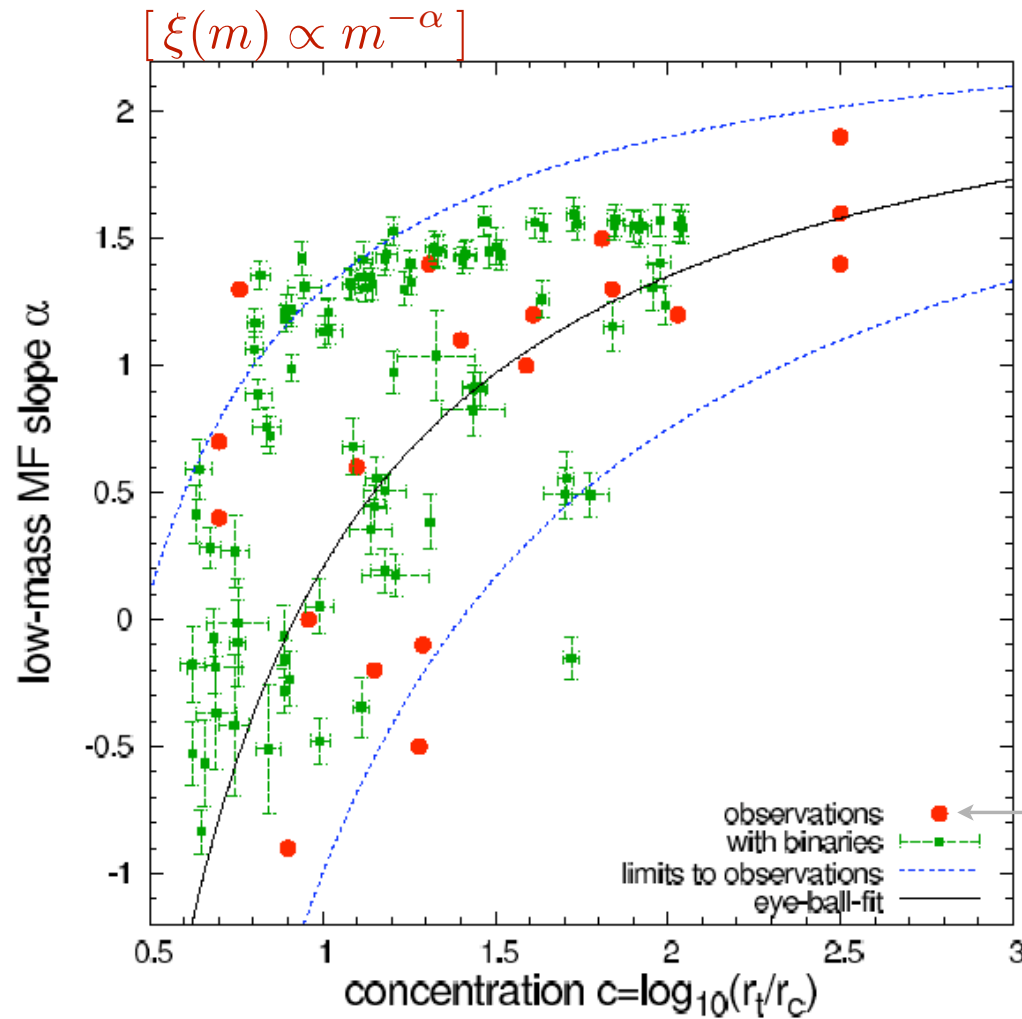 [ ξ(m) ∝ m^{-α} ]
2
1.5
1
0.5
0
-0.5
-1
low-mass MF slope α
observations
with binaries
limits to observations
eye-ball-fit
0.5 1 1.5 2 2.5 3
concentration c=log₁₀(rₜ/r_c)